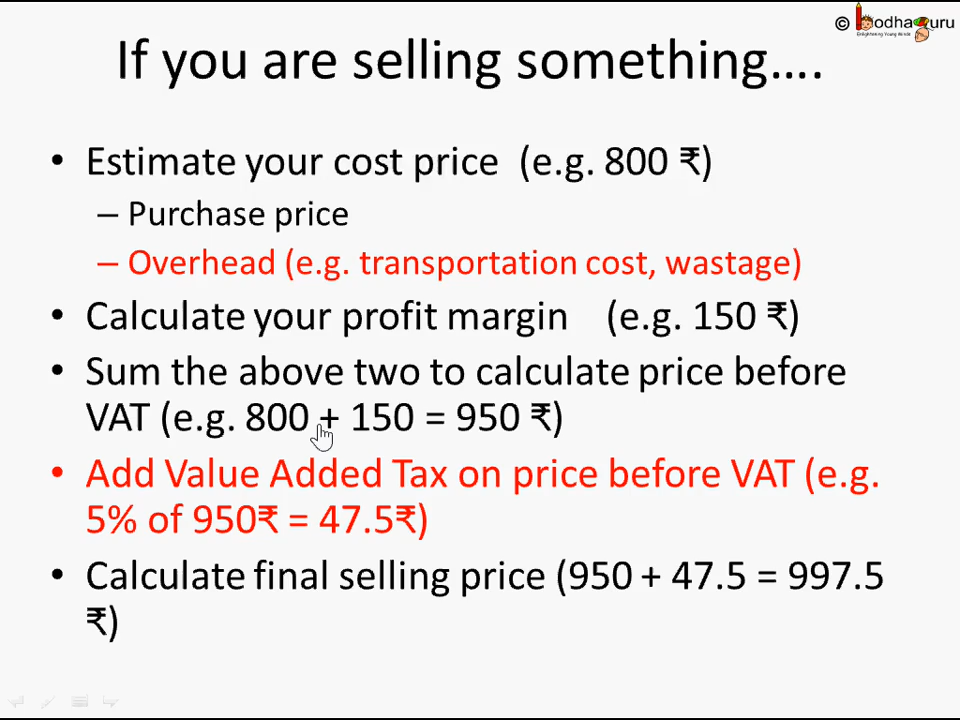 © BodhaGuru
Enlightening Young Minds
If you are selling something….
• Estimate your cost price (e.g. 800 ₹)
– Purchase price
– Overhead (e.g. transportation cost, wastage)
• Calculate your profit margin (e.g. 150 ₹)
• Sum the above two to calculate price before
VAT (e.g. 800 + 150 = 950 ₹)
• Add Value Added Tax on price before VAT (e.g.
5% of 950₹ = 47.5₹)
• Calculate final selling price (950 + 47.5 = 997.5
₹)